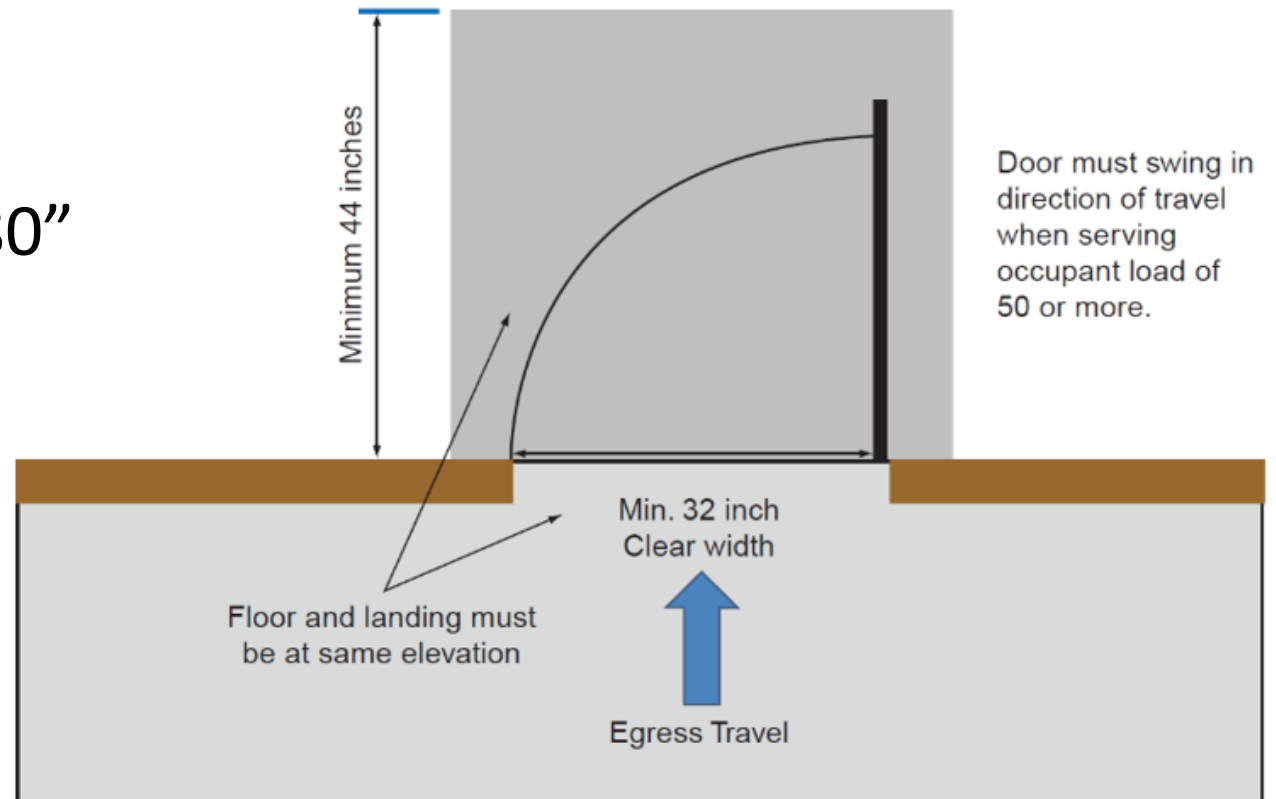 Minimum 44 inches
Door must swing in
direction of travel
when serving
occupant load of
50 or more.
Min. 32 inch
Clear width
Floor and landing must
be at same elevation
Egress Travel